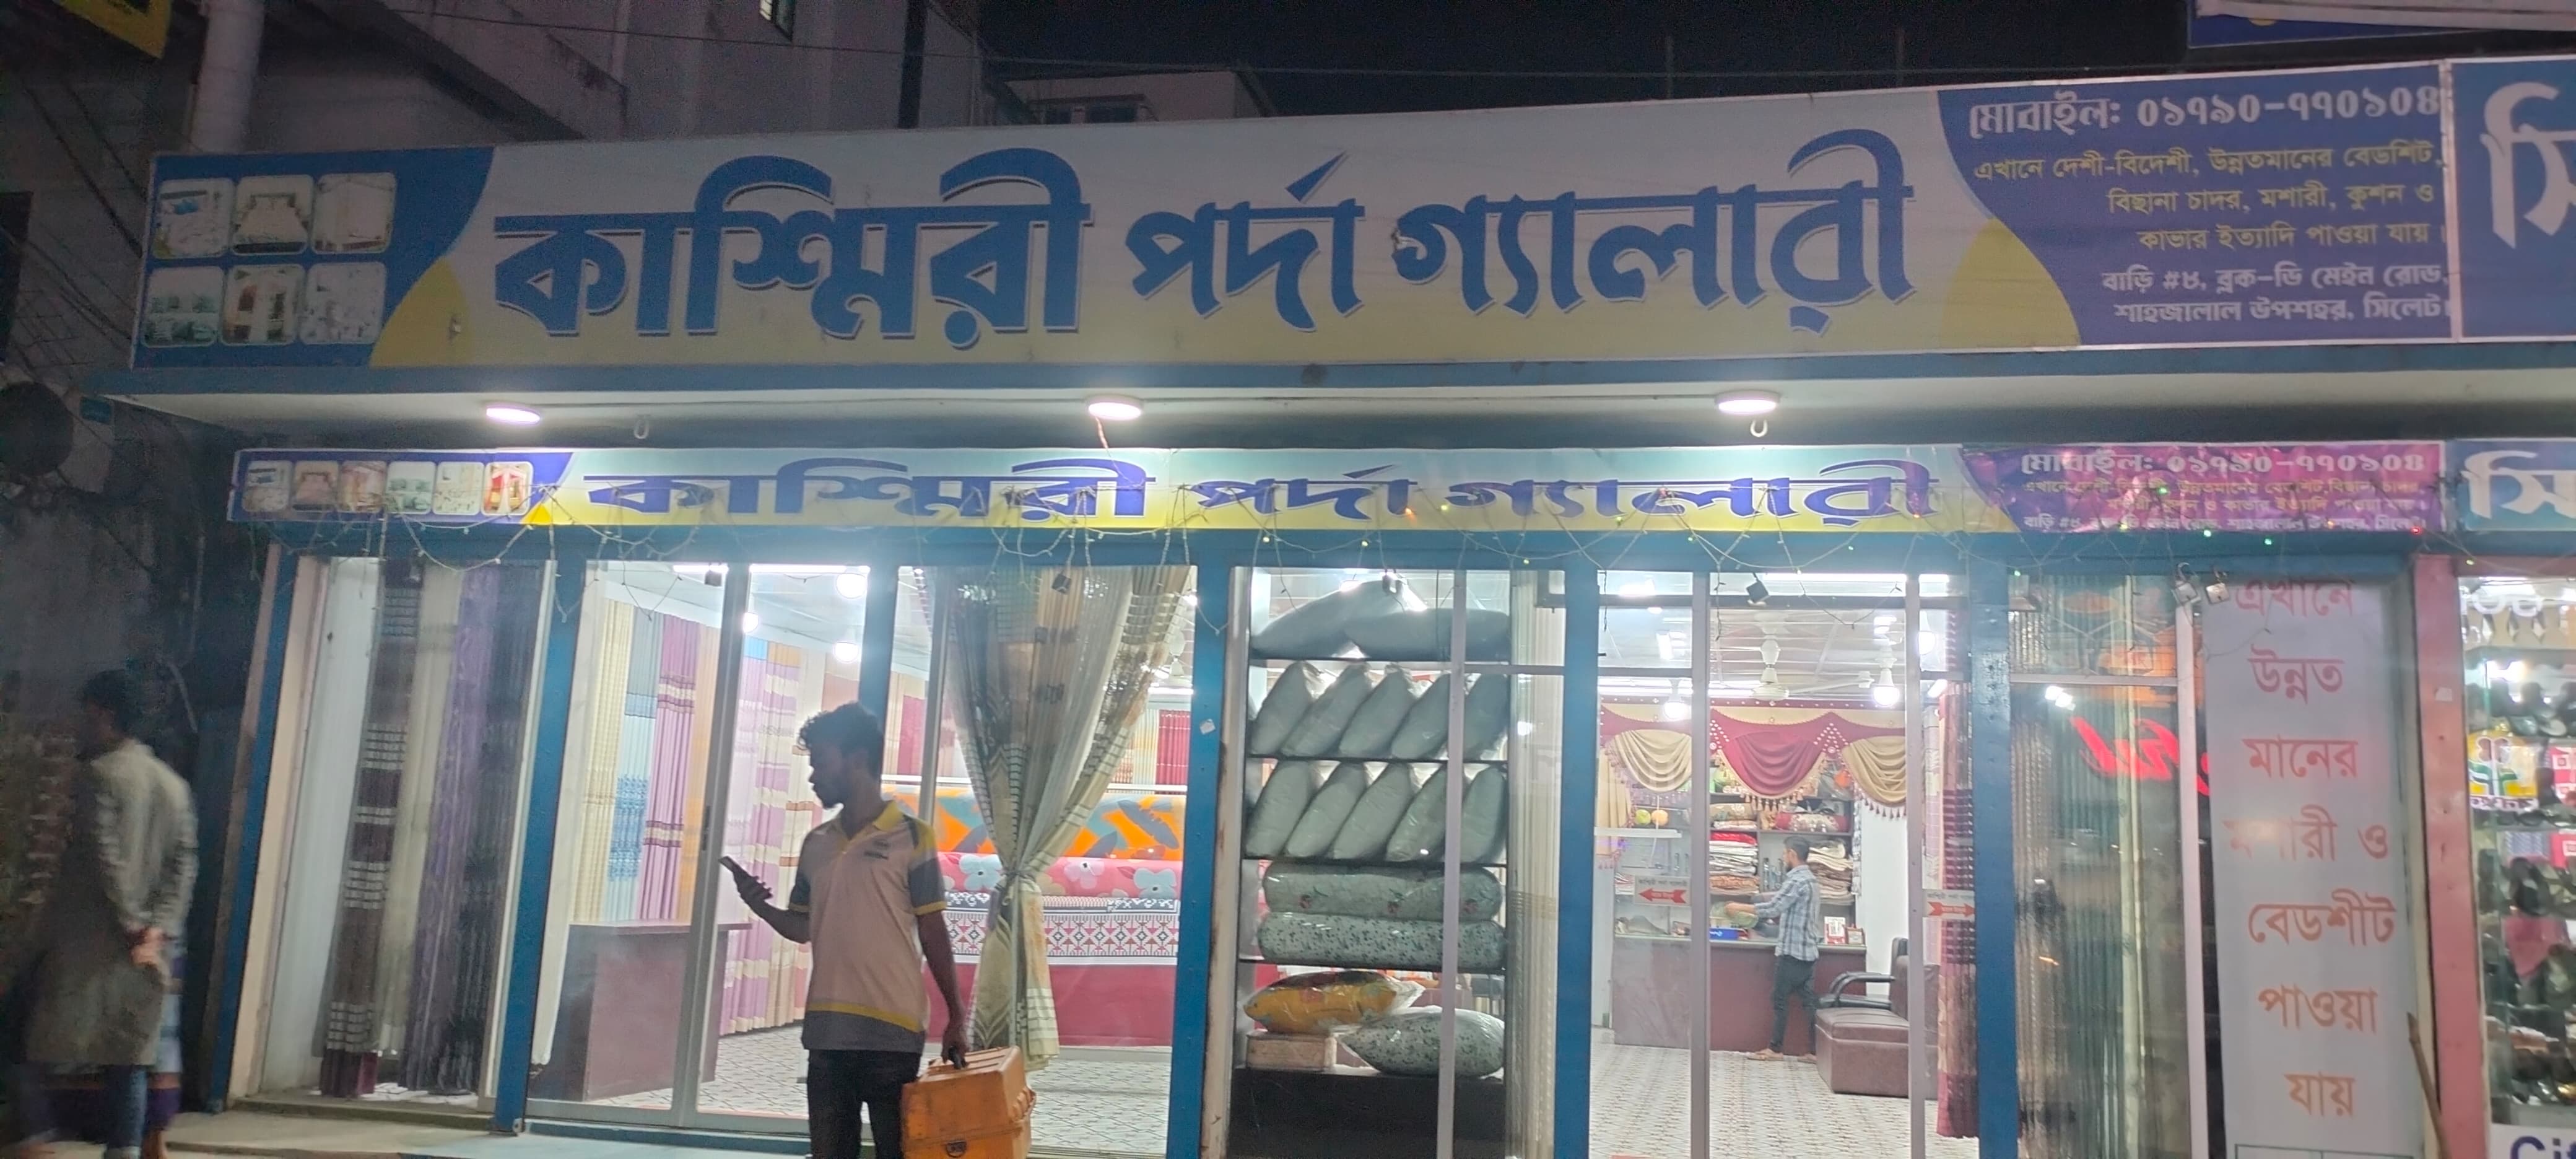 কাশ্মিরী পর্দা গ্যালারী
মোবাইল: ০১৭৯০-৭৭০১০৪
এখানে দেশী-বিদেশী, উন্নতমানের বেডশিট,
বিছানা চাদর, মশারী, কুশন ও
কাভার ইত্যাদি পাওয়া যায়।
বাড়ি #৮, ব্লক-ডি মেইন রোড,
শাহজালাল উপশহর, সিলেট।
সি
কাশ্মিরী পর্দা গ্যালারী
মোবাইল: ০১৭৯০-৭৭০১০৪
সি
এখানে
উন্নত
মানের
মশারী ও
বেডশীট
পাওয়া
যায়